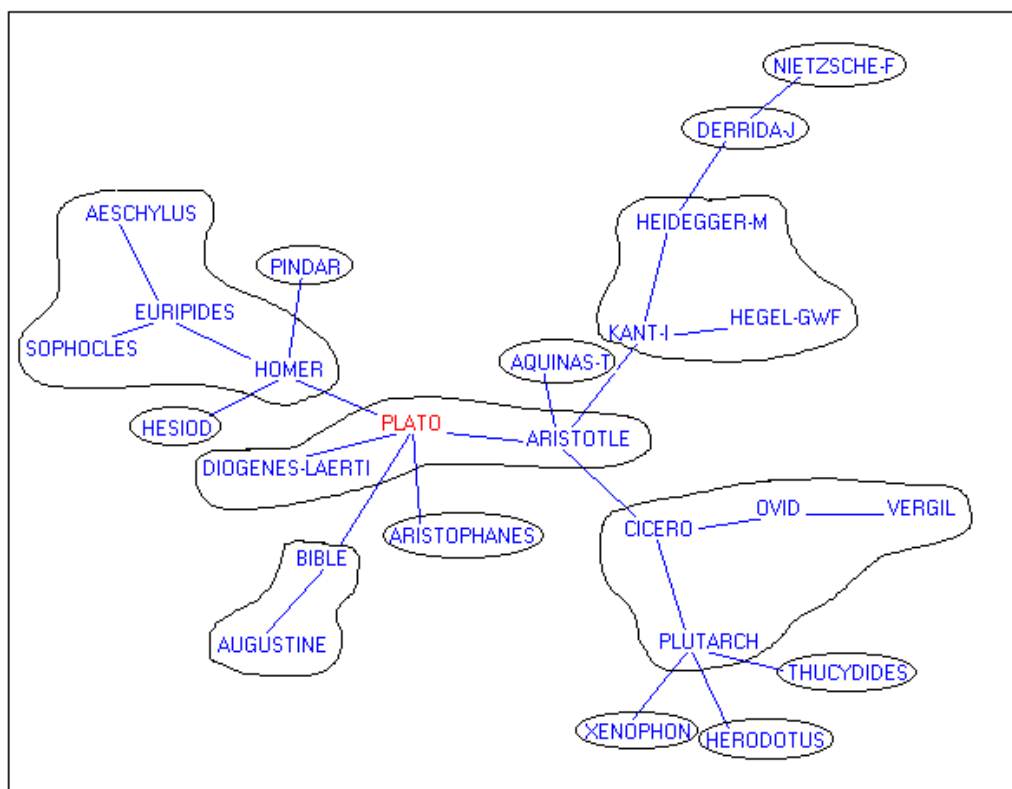 NIETZSCHE-F
DERRIDA-J
AESCHYLUS
HEIDEGGER-M
PINDAR
EURIPIDES
HEGEL-GWF
KANT-I
SOPHOCLES
HOMER
AQUINAS-T
HESIOD
PLATO
ARISTOTLE
DIOGENES-LAERTI
OVID
VERGIL
CICERO
ARISTOPHANES
BIBLE
AUGUSTINE
PLUTARCH
THUCYDIDES
XENOPHON
HERODOTUS